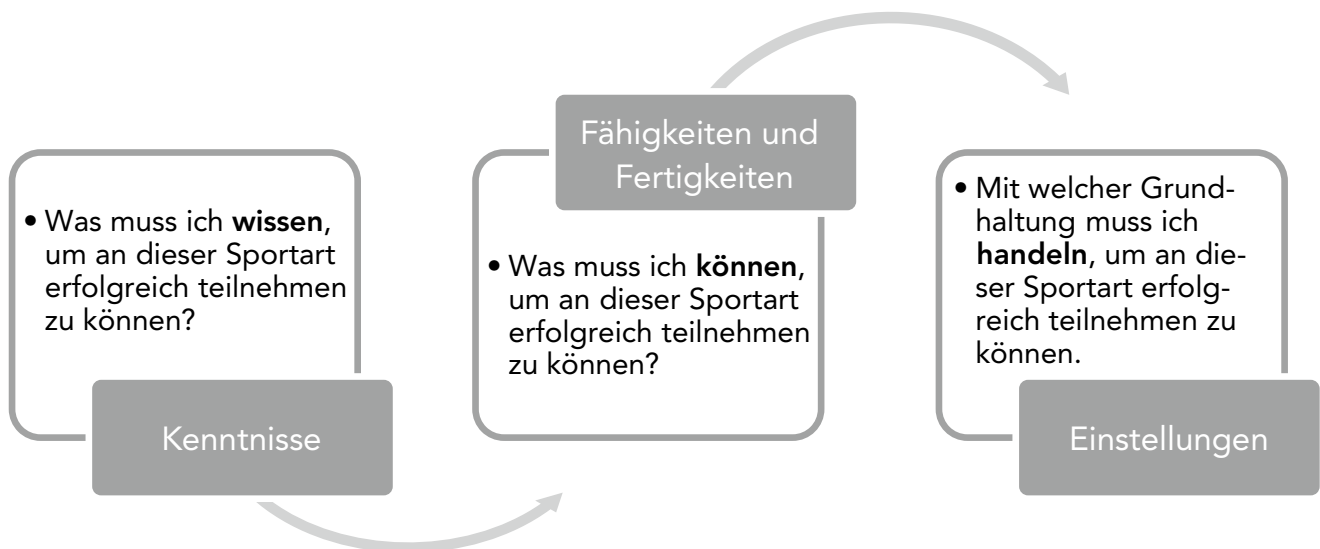 • Was muss ich wissen,
um an dieser Sportart
erfolgreich teilnehmen
zu können?
Kenntnisse
Fähigkeiten und
Fertigkeiten
• Was muss ich können,
um an dieser Sportart
erfolgreich teilnehmen
zu können?
• Mit welcher Grund-
haltung muss ich
handeln, um an die-
ser Sportart erfolg-
reich teilnehmen zu
können.
Einstellungen